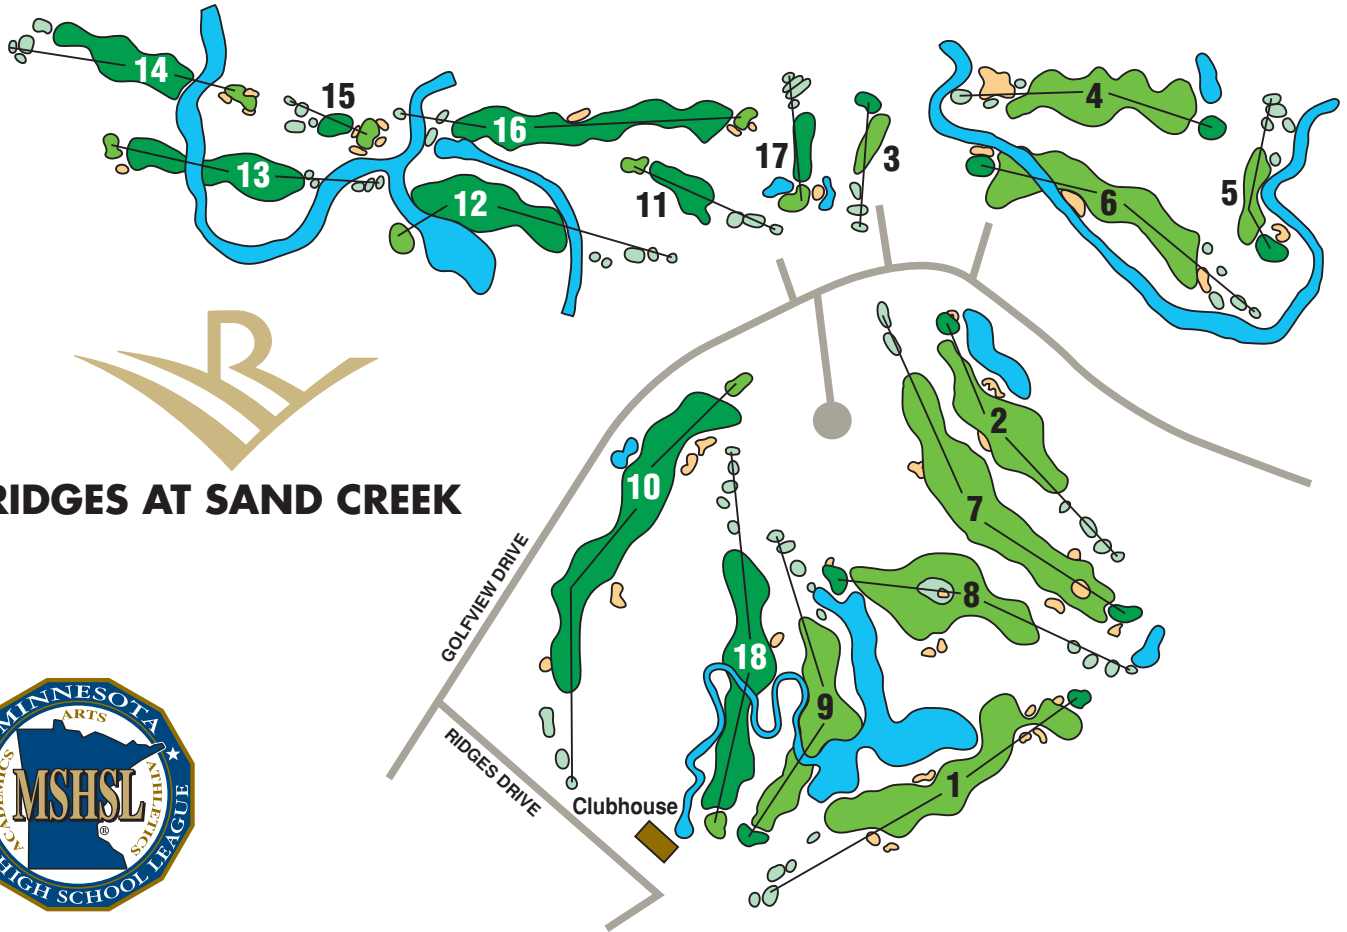 14
15
16
13
12
11
17
3
4
6
5
RIDGES AT SAND CREEK
10
2
7
8
18
9
1
GOLFVIEW DRIVE
RIDGES DRIVE
Clubhouse
MINNESOTA
ARTS
ACADEMICS
MSHSL
®
ATHLETICS
HIGH SCHOOL LEAGUE